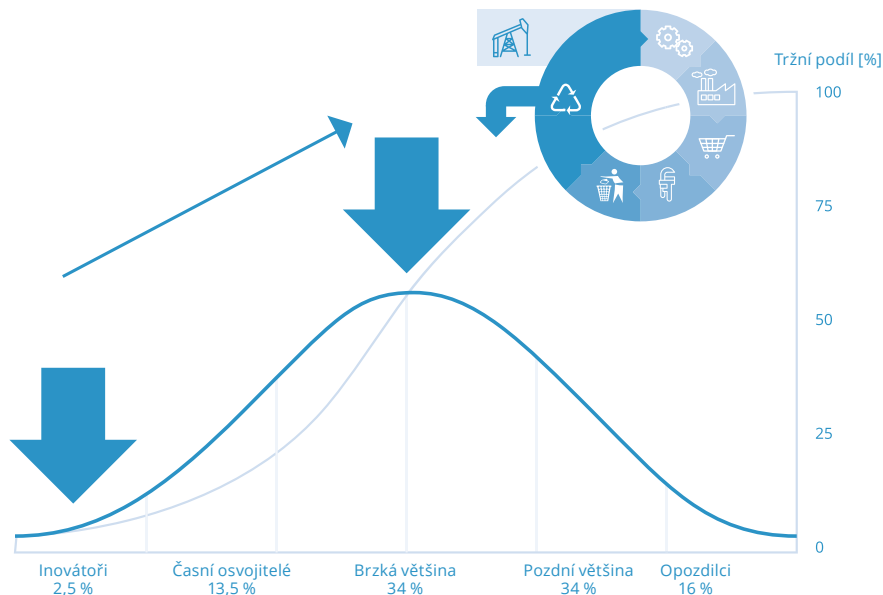 Tržní podíl [%]
100
75
50
25
0
Inovátoři
2,5 %
Časní osvojitelé
13,5 %
Brzká většina
34 %
Pozdní většina
34 %
Opozdilci
16 %